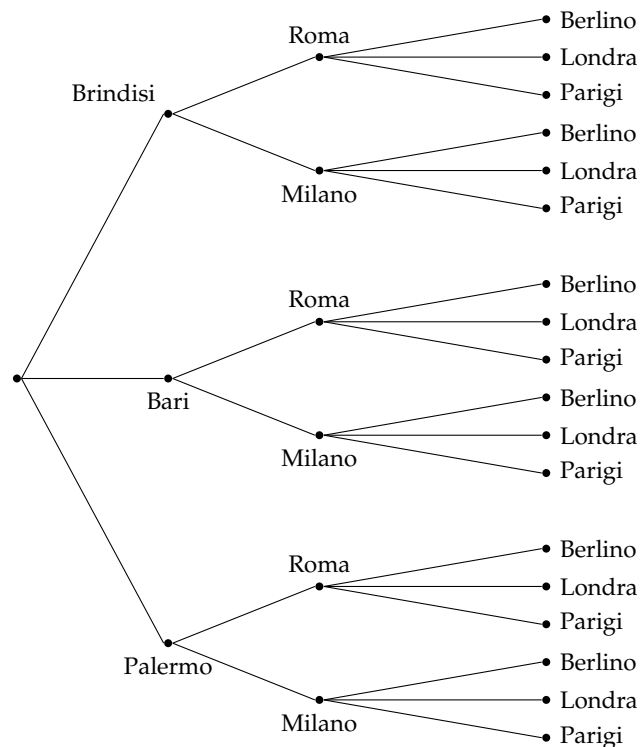 Berlino
Roma
Londra
Brindisi
Parigi
Berlino
Londra
Milano
Parigi
Berlino
Roma
Londra
Parigi
Bari
Berlino
Londra
Milano
Parigi
Berlino
Roma
Londra
Parigi
Palermo
Berlino
Londra
Milano
Parigi